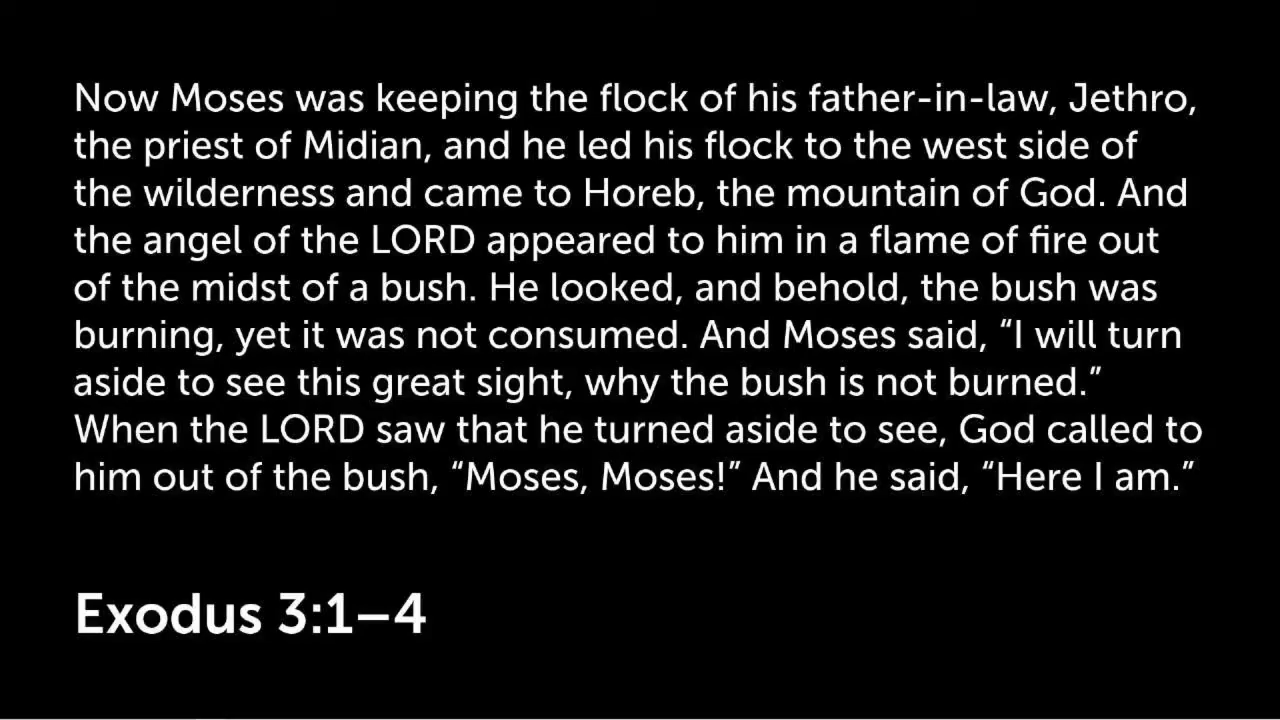 Now Moses was keeping the flock of his father-in-law, Jethro,
the priest of Midian, and he led his flock to the west side of
the wilderness and came to Horeb, the mountain of God. And
the angel of the LORD appeared to him in a flame of fire out
of the midst of a bush. He looked, and behold, the bush was
burning, yet it was not consumed. And Moses said, “I will turn
aside to see this great sight, why the bush is not burned.”
When the LORD saw that he turned aside to see, God called to
him out of the bush, “Moses, Moses!” And he said, “Here I am.”
Exodus 3:1–4